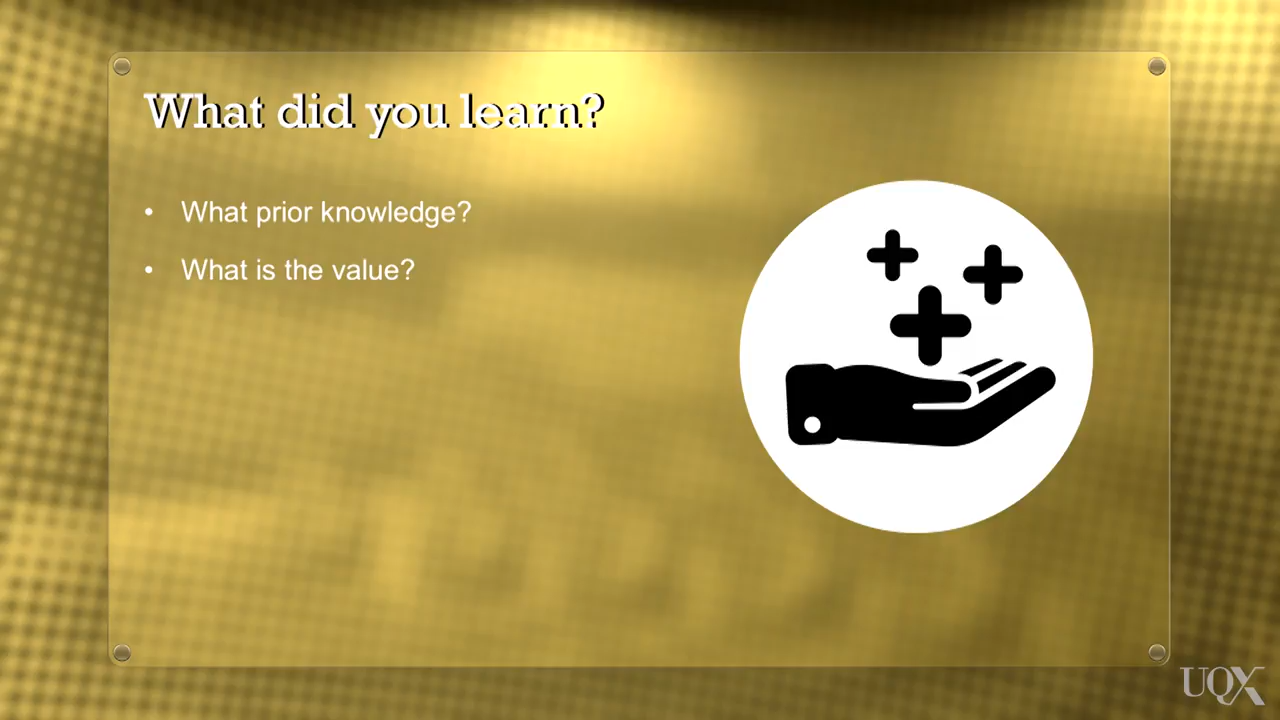 What did you learn?
• What prior knowledge?
• What is the value?
UQX